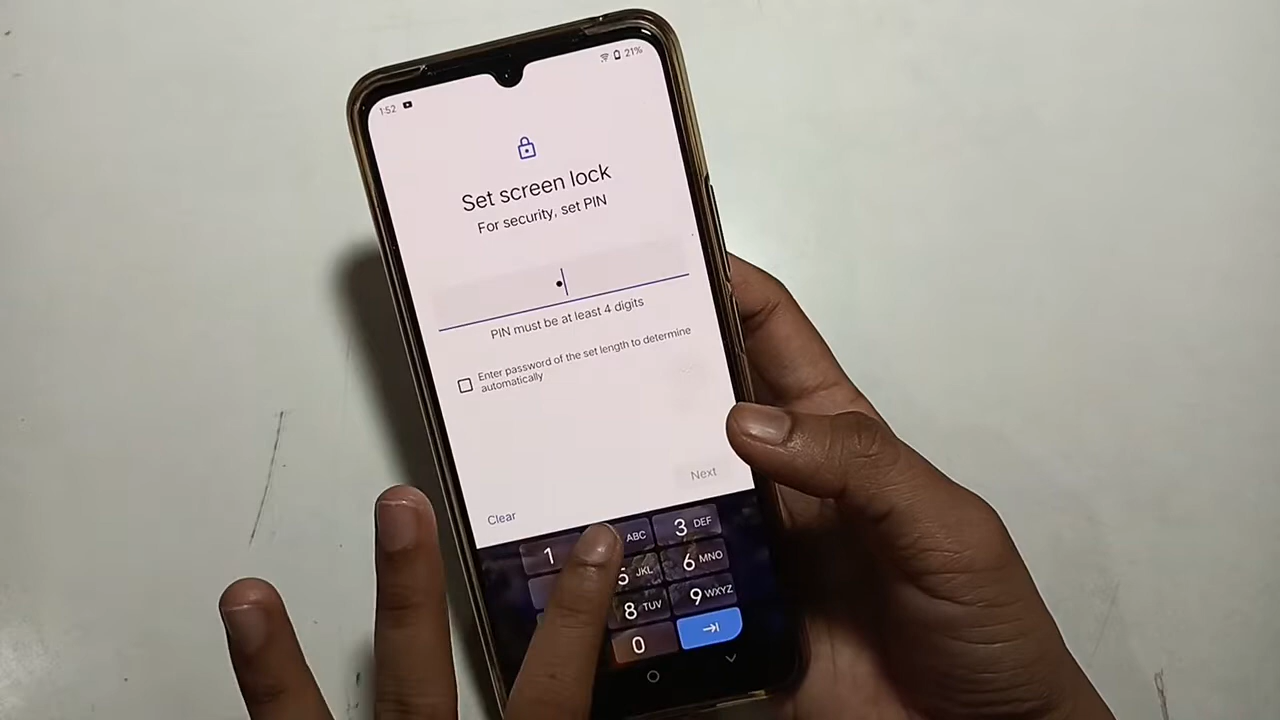 1:52
21%
Set screen lock
For security, set PIN
PIN must be at least 4 digits
Enter password of the set length to determine
automatically
Next
Clear
1 ABC 3 DEF
5 JKL 6 MNO
8 TUV 9 WXYZ
0